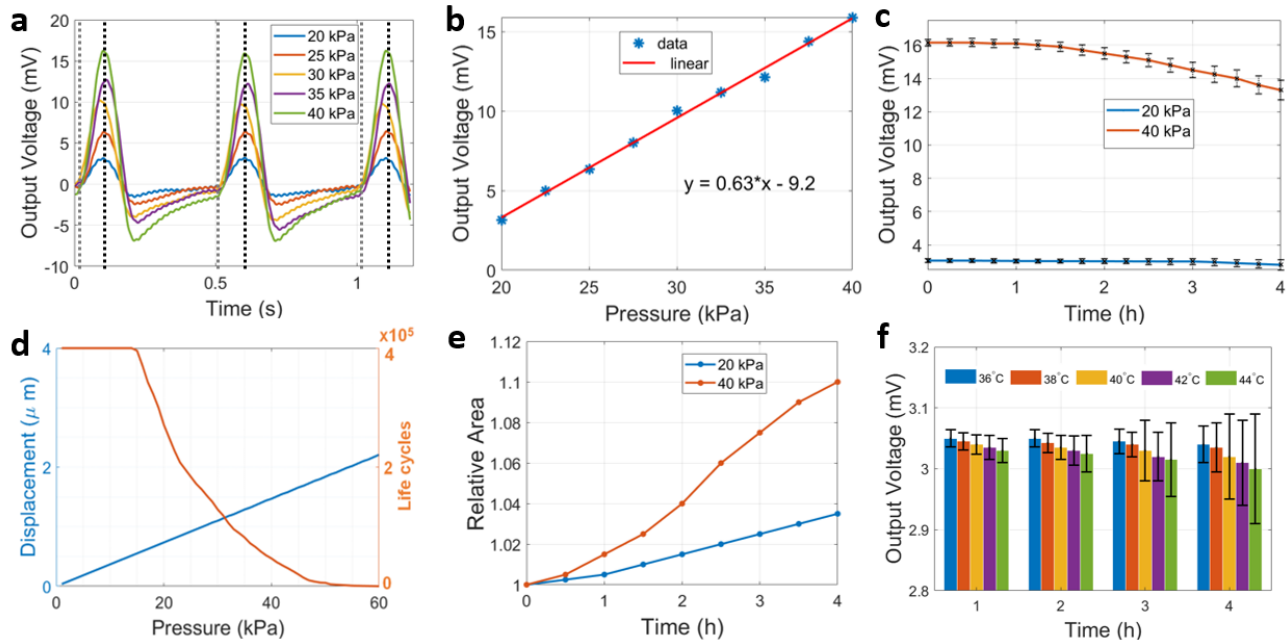 a
20 kPa
25 kPa
30 kPa
35 kPa
40 kPa
Output Voltage (mV)
20
15
10
5
0
-5
-10
0
0.5
1
Time (s)
b
data
linear
y = 0.63*x - 9.2
Output Voltage (mV)
15
10
5
0
20
25
30
35
40
Pressure (kPa)
c
20 kPa
40 kPa
Output Voltage (mV)
16
14
12
10
8
6
4
0
1
2
3
4
Time (h)
d
Displacement (μ m)
4
2
0
x10⁵
4
2
0
Life cycles
0
20
40
60
Pressure (kPa)
e
20 kPa
40 kPa
Relative Area
1.12
1.1
1.08
1.06
1.04
1.02
1
0
1
2
3
4
Time (h)
f
36°C
38°C
40°C
42°C
44°C
Output Voltage (mV)
3.2
3.1
3
2.9
2.8
1
2
3
4
Time (h)